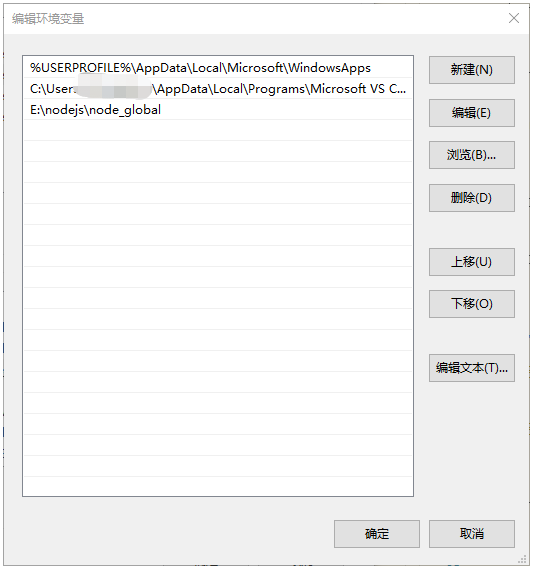 编辑环境变量
%USERPROFILE%\AppData\Local\Microsoft\WindowsApps
C:\User \AppData\Local\Programs\Microsoft VS C...
E:\nodejs\node_global
新建(N)
编辑(E)
浏览(B)...
删除(D)
上移(U)
下移(O)
编辑文本(T)...
确定
取消